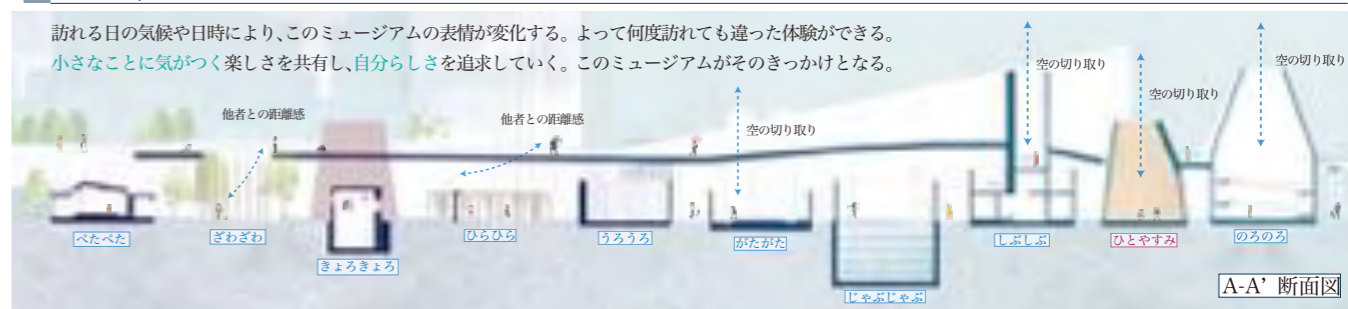 訪れる日の気候や日時により、このミュージアムの表情が変化する。よって何度訪れても違った体験ができる。
小さなことに気がつく楽しさを共有し、自分らしさを追求していく。このミュージアムがそのきっかけとなる。
空の切り取り
空の切り取り
空の切り取り
他者との距離感
他者との距離感
空の切り取り
ぺたぺた
ざわざわ
きょろきょろ
ひらひら
うろうろ
がたがた
じゃぶじゃぶ
しぶしぶ
ひとやすみ
のろのろ
A-A’ 断面図